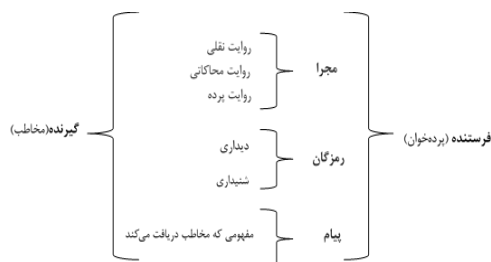 فرستنده (پرده‌خوان)
مجرا
روایت نقلی
روایت محاکاتی
روایت پرده
رمزگان
دیداری
شنیداری
پیام
مفهومی که مخاطب دریافت می‌کند
گیرنده(مخاطب)